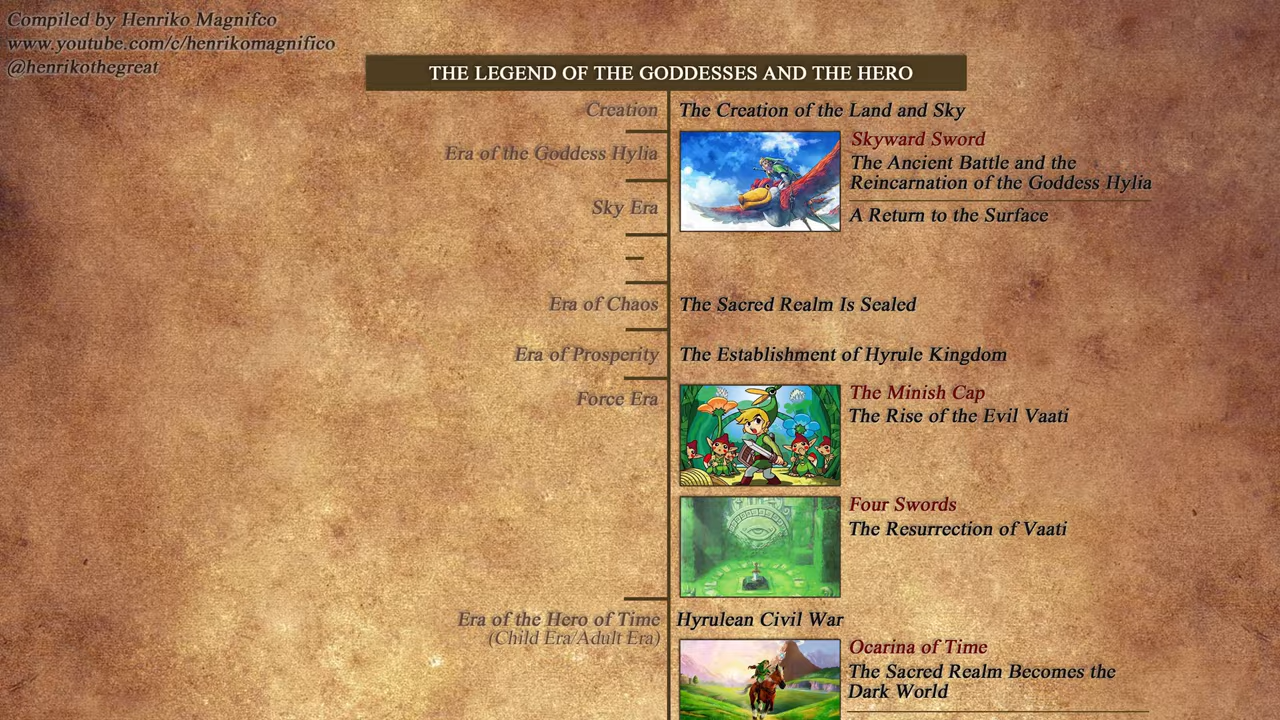 Compiled by Henriko Magnifco
www.youtube.com/c/henrikomagnifico
@henrikothegreat
THE LEGEND OF THE GODDESSES AND THE HERO
Creation
The Creation of the Land and Sky
Era of the Goddess Hylia
Skyward Sword
The Ancient Battle and the
Reincarnation of the Goddess Hylia
Sky Era
A Return to the Surface
Era of Chaos
The Sacred Realm Is Sealed
Era of Prosperity
The Establishment of Hyrule Kingdom
Force Era
The Minish Cap
The Rise of the Evil Vaati
Four Swords
The Resurrection of Vaati
Era of the Hero of Time
(Child Era/Adult Era)
Hyrulean Civil War
Ocarina of Time
The Sacred Realm Becomes the
Dark World